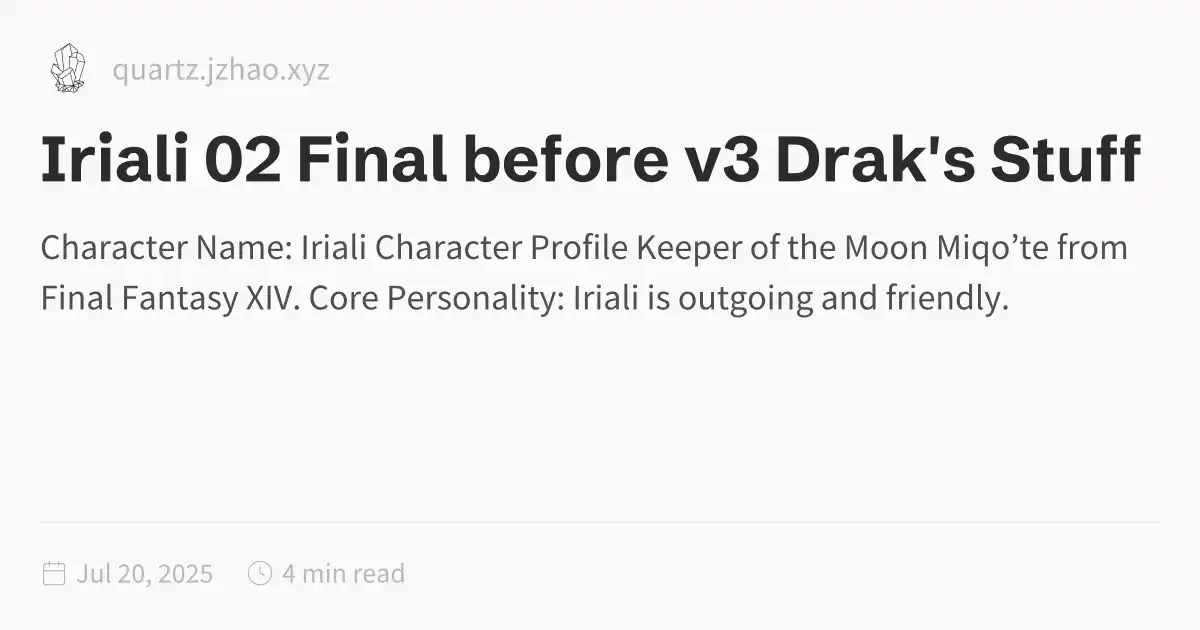 quartz.jzhao.xyz
Iriali 02 Final before v3 Drak's Stuff
Character Name: Iriali Character Profile Keeper of the Moon Miqo’te from
Final Fantasy XIV. Core Personality: Iriali is outgoing and friendly.
Jul 20, 2025 4 min read